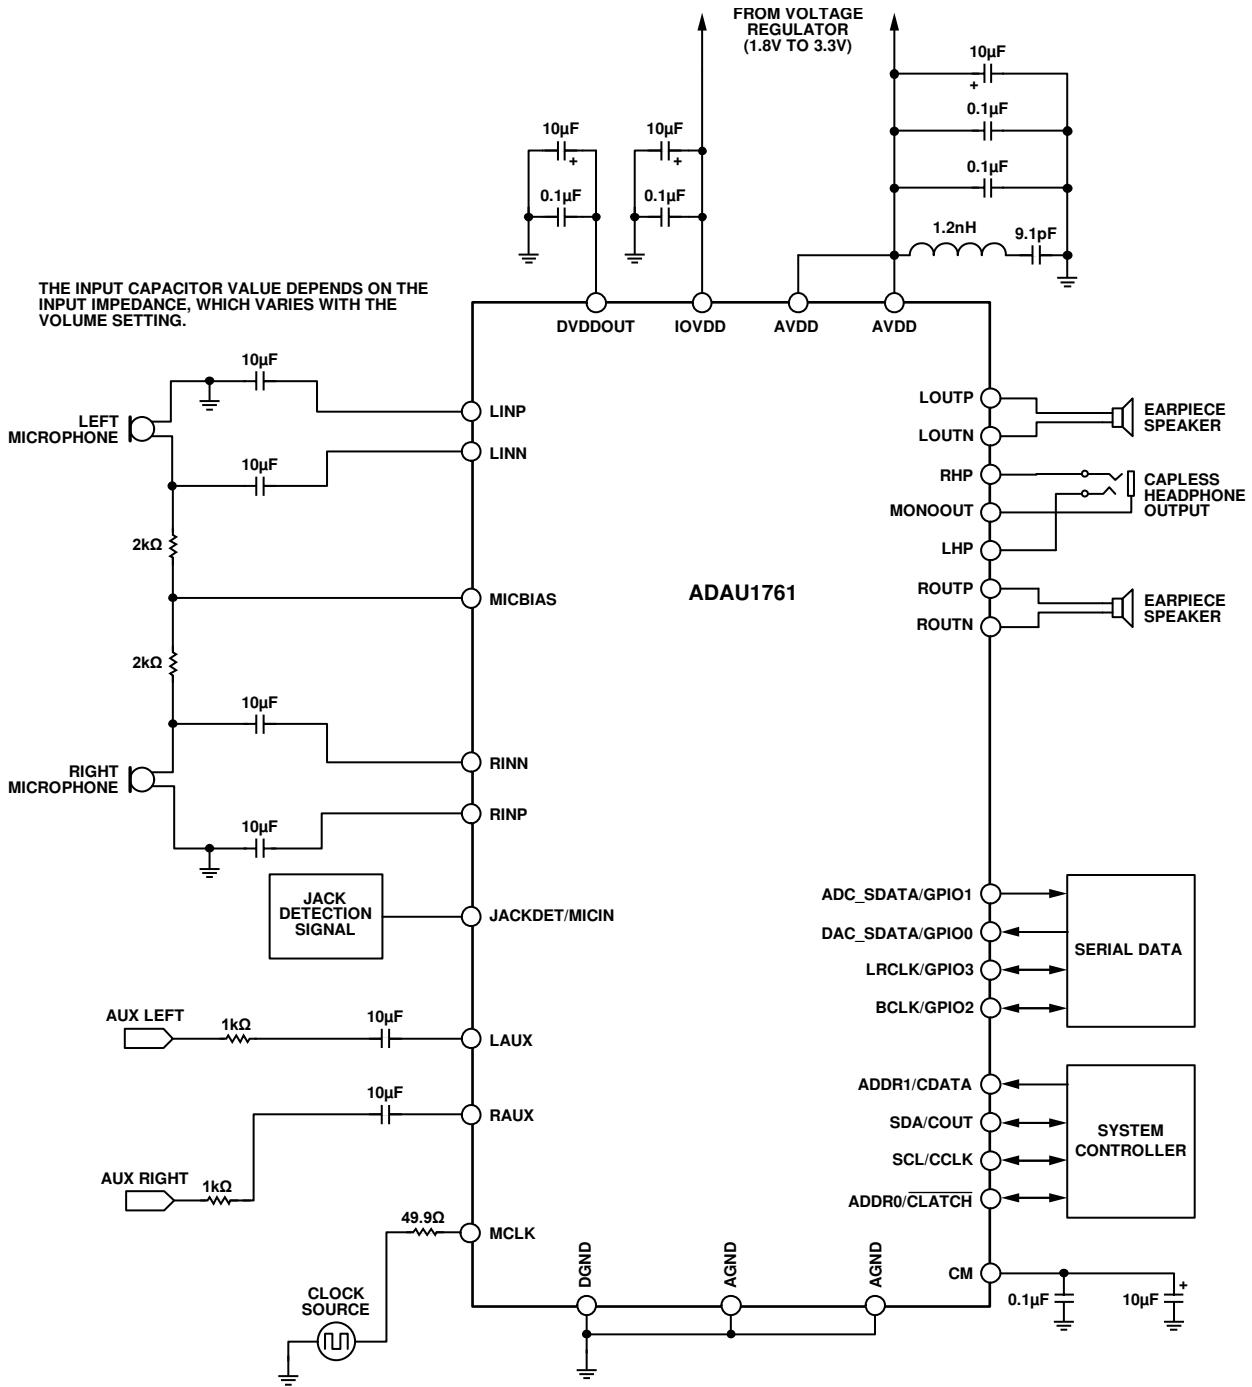 FROM VOLTAGE
REGULATOR
(1.8V TO 3.3V)
10µF
+
0.1µF
0.1µF
1.2nH
9.1pF
10µF
+
0.1µF
10µF
+
0.1µF
THE INPUT CAPACITOR VALUE DEPENDS ON THE
INPUT IMPEDANCE, WHICH VARIES WITH THE
VOLUME SETTING.
DVDDOUT
IOVDD
AVDD
AVDD
10µF
LEFT
MICROPHONE
LINP
LINN
10µF
2kΩ
MICBIAS
2kΩ
10µF
RINN
RIGHT
MICROPHONE
RINP
10µF
JACK
DETECTION
SIGNAL
JACKDET/MICIN
AUX LEFT
1kΩ
10µF
LAUX
10µF
RAUX
AUX RIGHT
1kΩ
49.9Ω
MCLK
CLOCK
SOURCE
ADAU1761
LOUTP
LOUTN
EARPIECE
SPEAKER
RHP
MONOOUT
LHP
CAPLESS
HEADPHONE
OUTPUT
ROUTP
ROUTN
EARPIECE
SPEAKER
ADC_SDATA/GPIO1
DAC_SDATA/GPIO0
LRCLK/GPIO3
BCLK/GPIO2
SERIAL DATA
ADDR1/CDATA
SDA/COUT
SCL/CCLK
ADDR0/CLATCH
SYSTEM
CONTROLLER
DGND
AGND
AGND
CM
0.1µF
10µF
+